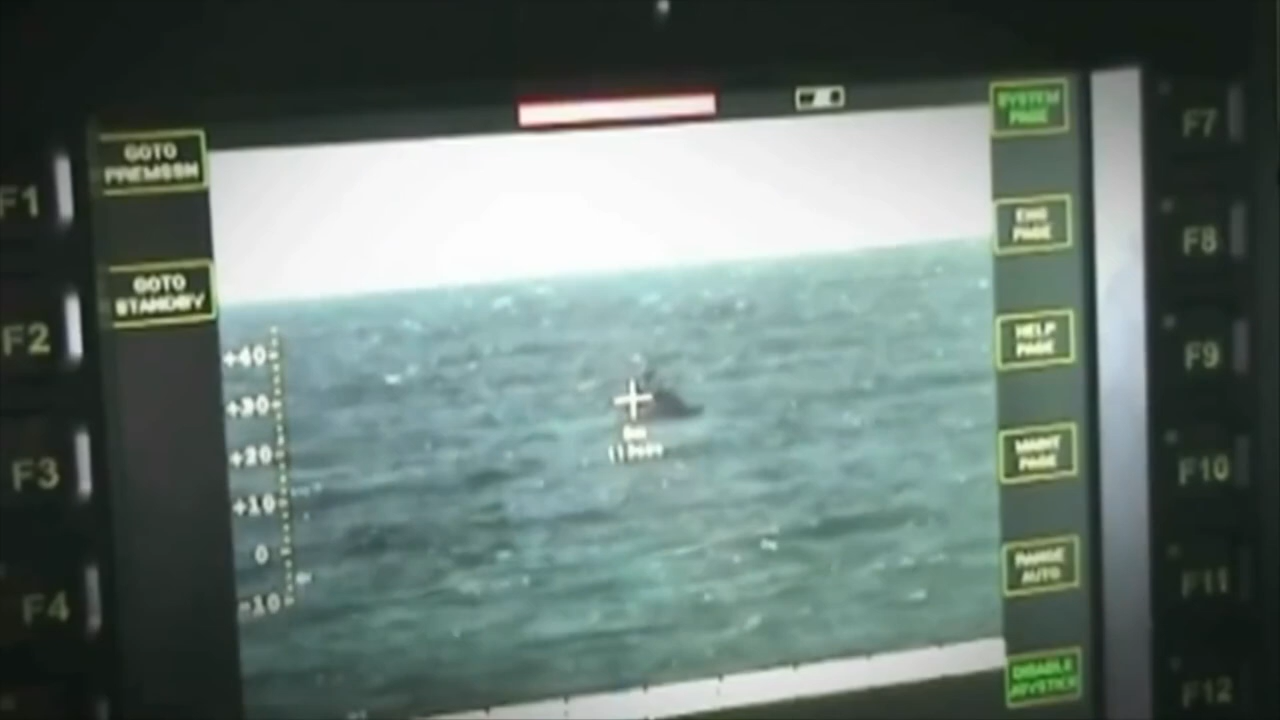 F1
GOTO
PREMSSN
F2
GOTO
STANDBY
F3
F4
+40
+30
+20
+10
0
-10
SYSTEM
PAGE
ENG
PAGE
HELP
PAGE
MAINT
PAGE
RANGE
AUTO
DISABLE
JOYSTICK
F7
F8
F9
F10
F11
F12